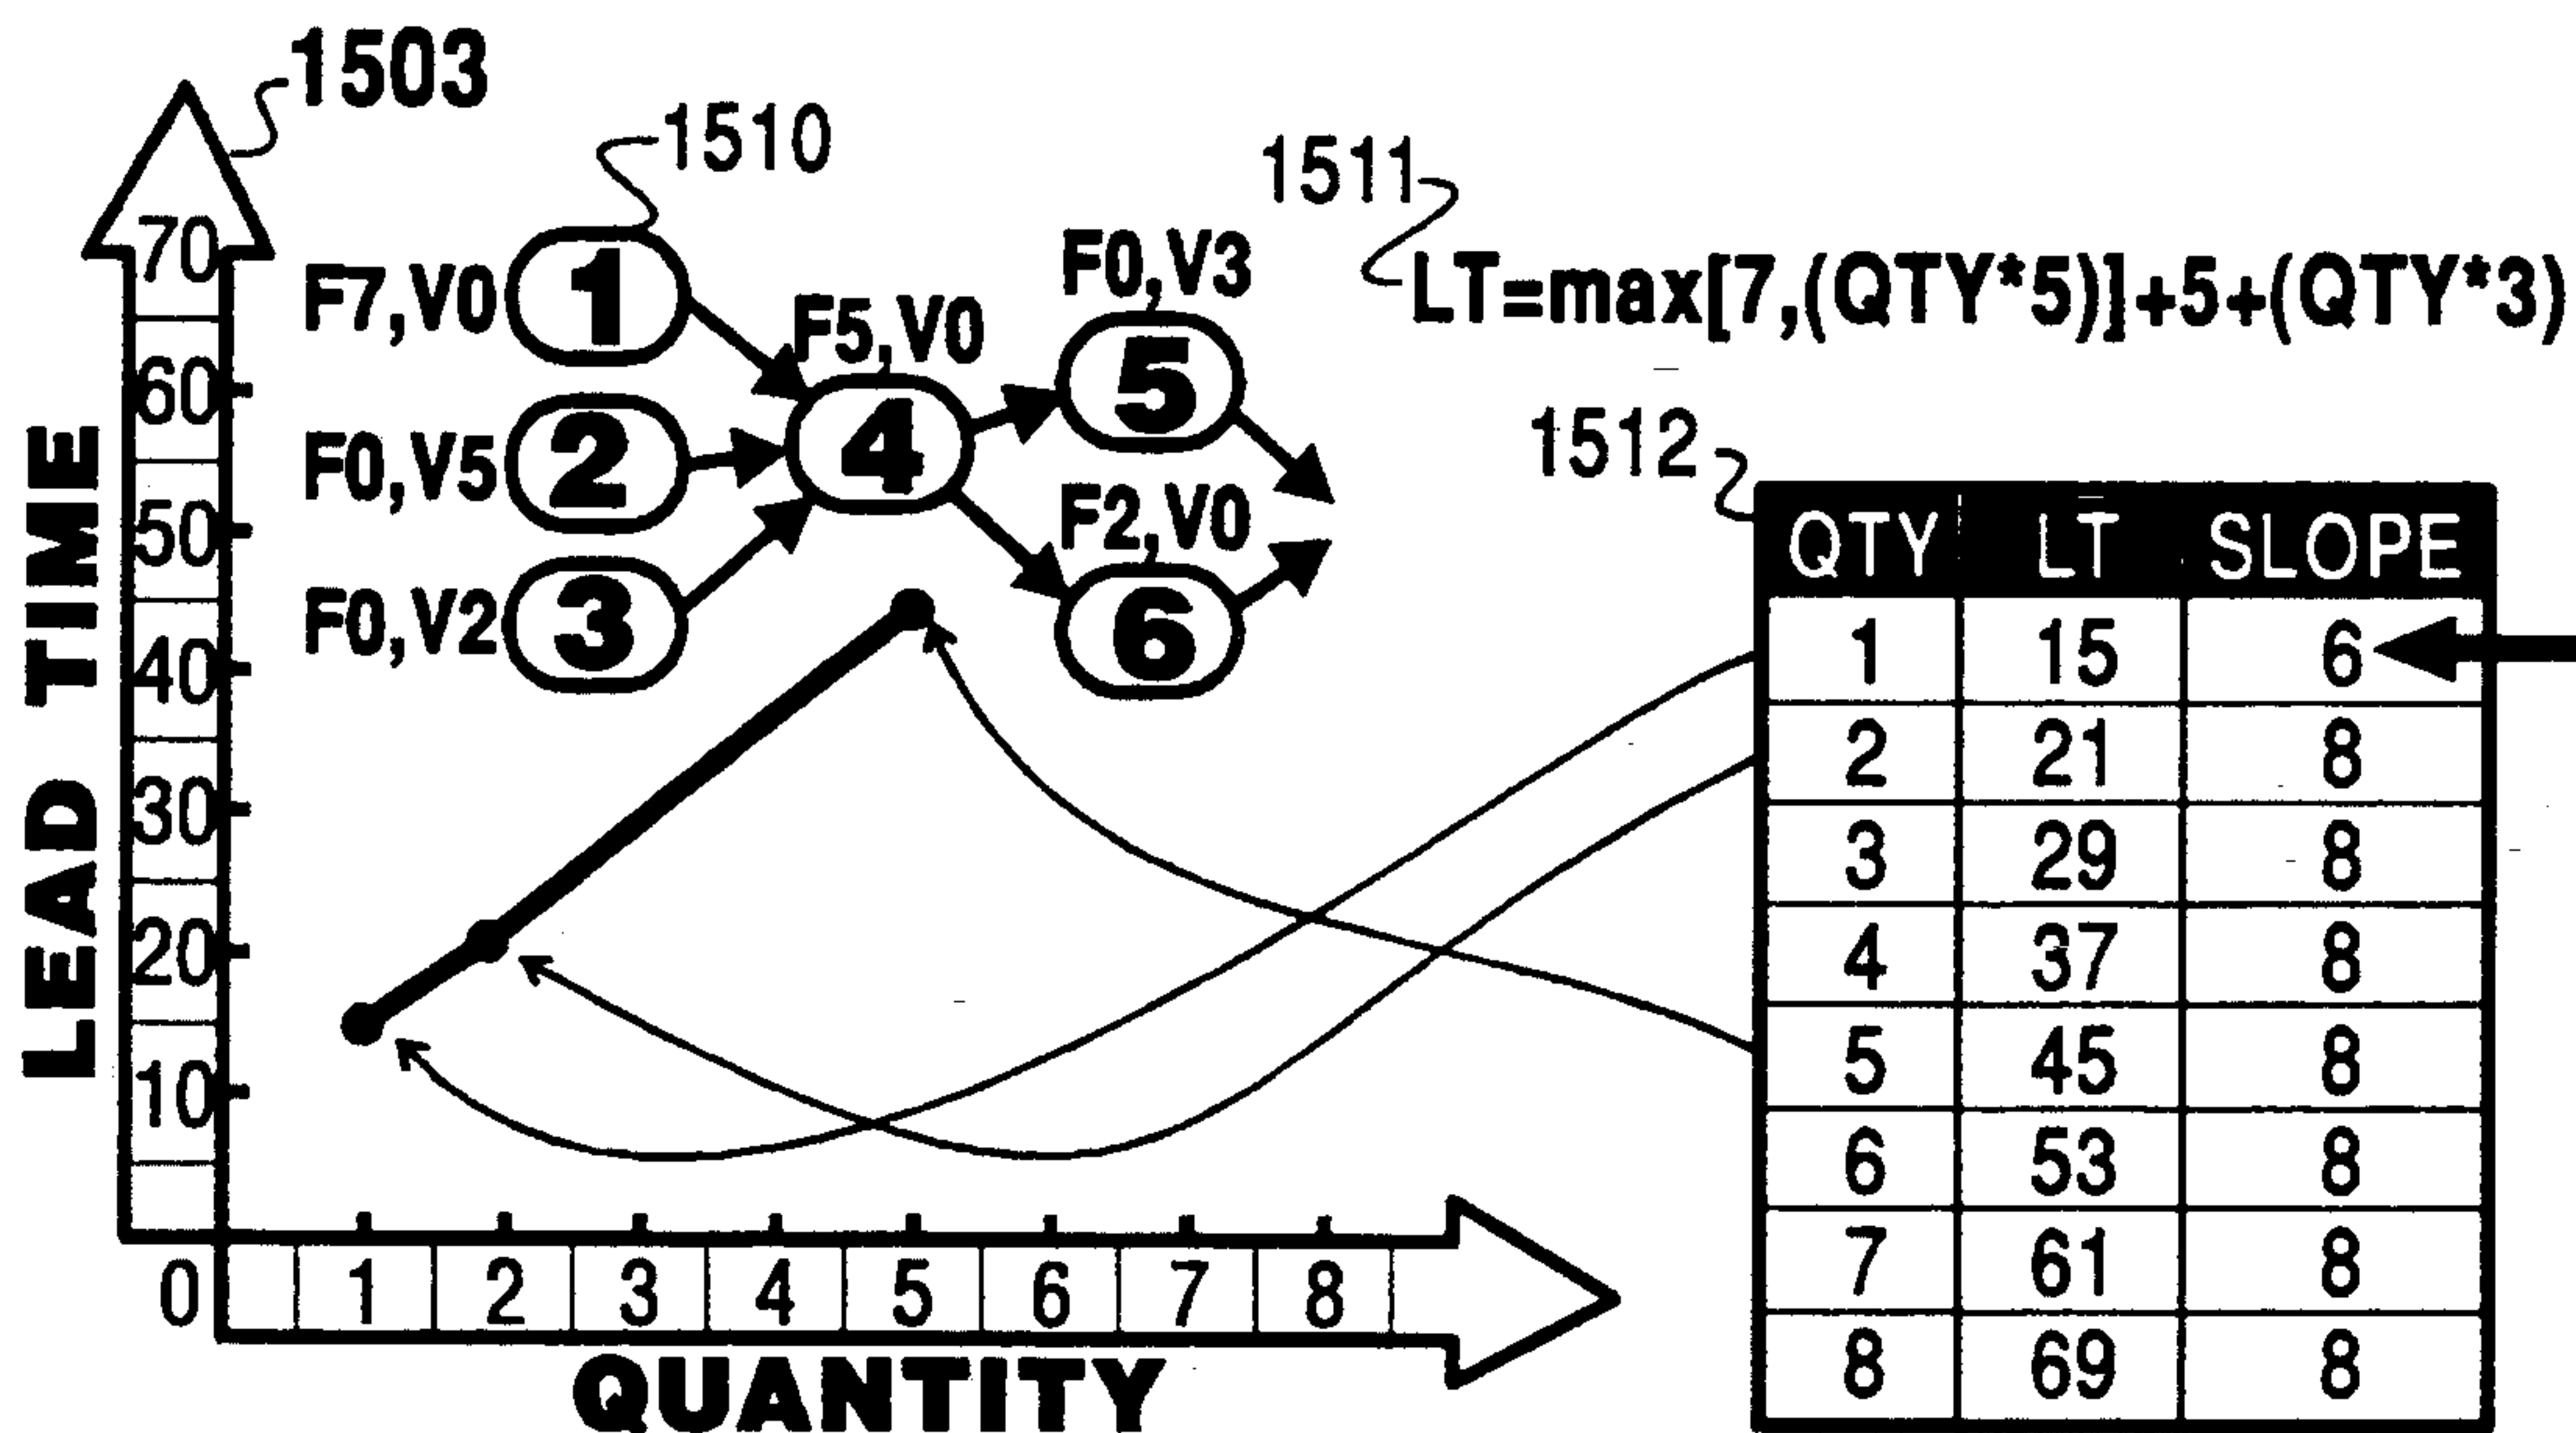 1503
1510
1511
LT=max[7,(QTY*5)]+5+(QTY*3)
F7,V0
1
F0,V5
2
F0,V2
3
F5,V0
4
F0,V3
5
F2,V0
6
LEAD TIME
70
60
50
40
30
20
10
0
1 2 3 4 5 6 7 8
QUANTITY
1512
QTY LT SLOPE
1 15 6
2 21 8
3 29 8
4 37 8
5 45 8
6 53 8
7 61 8
8 69 8